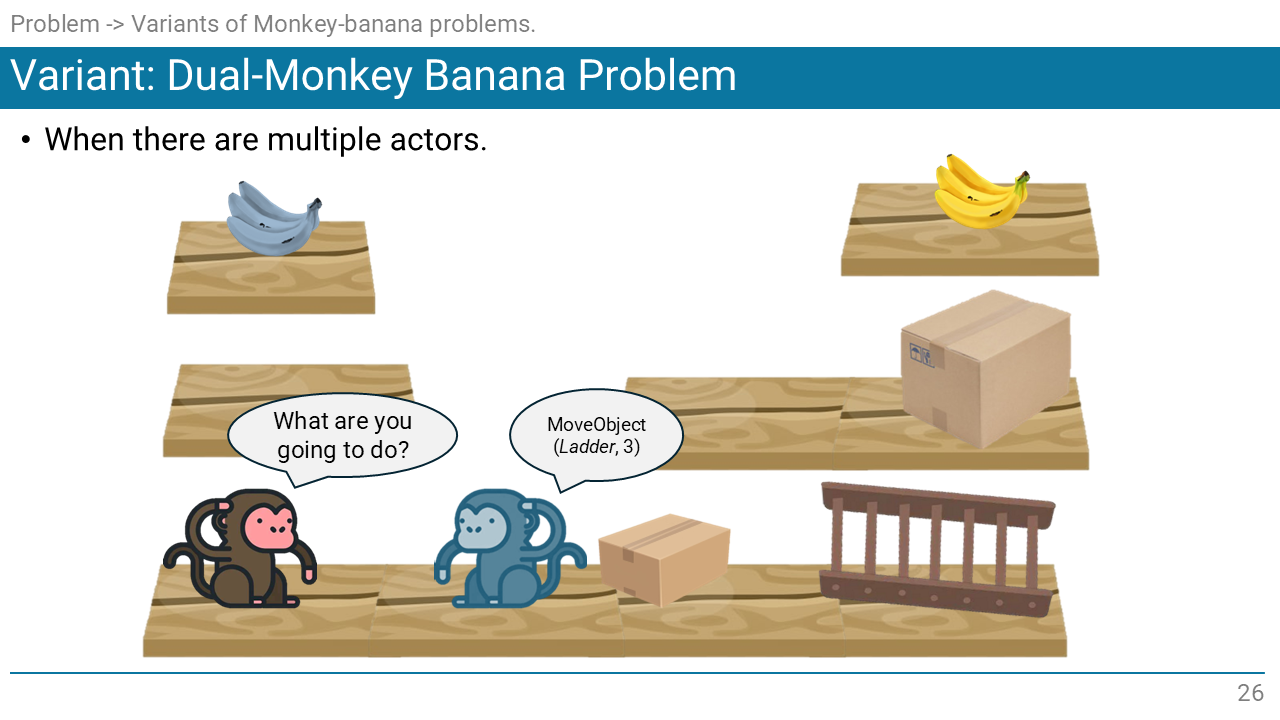 Problem -> Variants of Monkey-banana problems.
Variant: Dual-Monkey Banana Problem
• When there are multiple actors.
What are you
going to do?
MoveObject
(Ladder, 3)
26